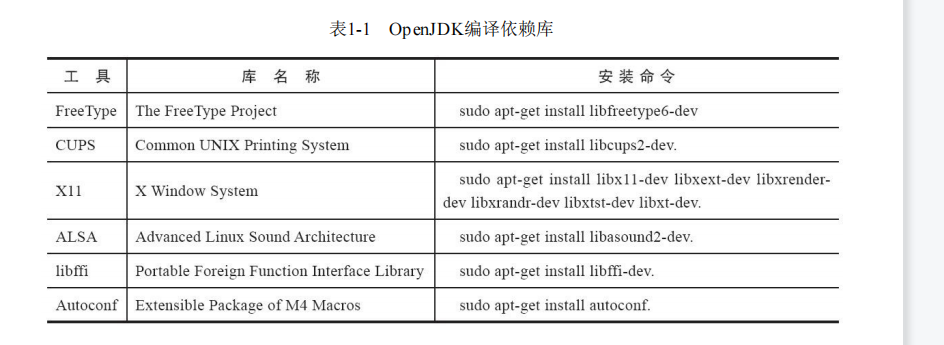 表1-1 OpenJDK编译依赖库
工 具 库 名 称 安 装 命 令
FreeType The FreeType Project sudo apt-get install libfreetype6-dev
CUPS Common UNIX Printing System sudo apt-get install libcups2-dev.
X11 X Window System sudo apt-get install libx11-dev libxext-dev libxrender-
dev libxrandr-dev libxtst-dev libxt-dev.
ALSA Advanced Linux Sound Architecture sudo apt-get install libasound2-dev.
libffi Portable Foreign Function Interface Library sudo apt-get install libffi-dev.
Autoconf Extensible Package of M4 Macros sudo apt-get install autoconf.